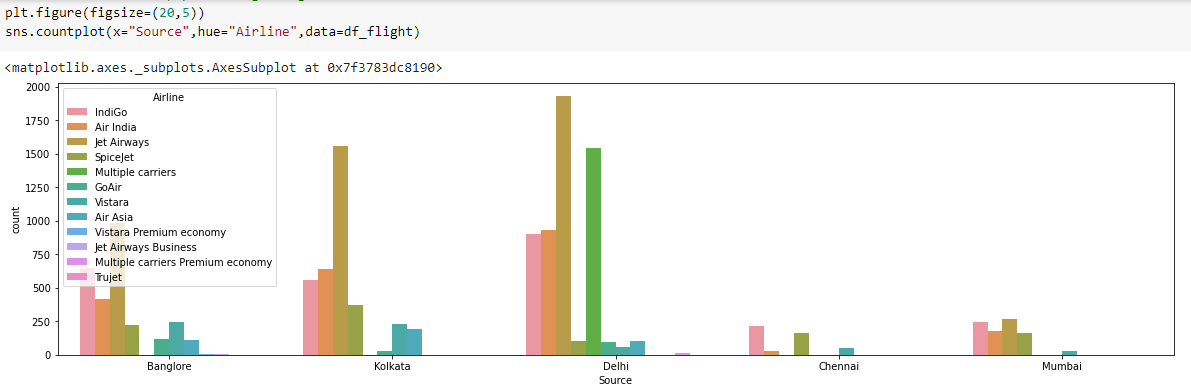 plt.figure(figsize=(20,5))
sns.countplot(x="Source",hue="Airline",data=df_flight)
<matplotlib.axes._subplots.AxesSubplot at 0x7f3783dc8190>
2000
1750
1500
1250
1000
750
500
250
0
count
Airline
IndiGo
Air India
Jet Airways
SpiceJet
Multiple carriers
GoAir
Vistara
Air Asia
Vistara Premium economy
Jet Airways Business
Multiple carriers Premium economy
Trujet
Banglore Kolkata Delhi Chennai Mumbai
Source